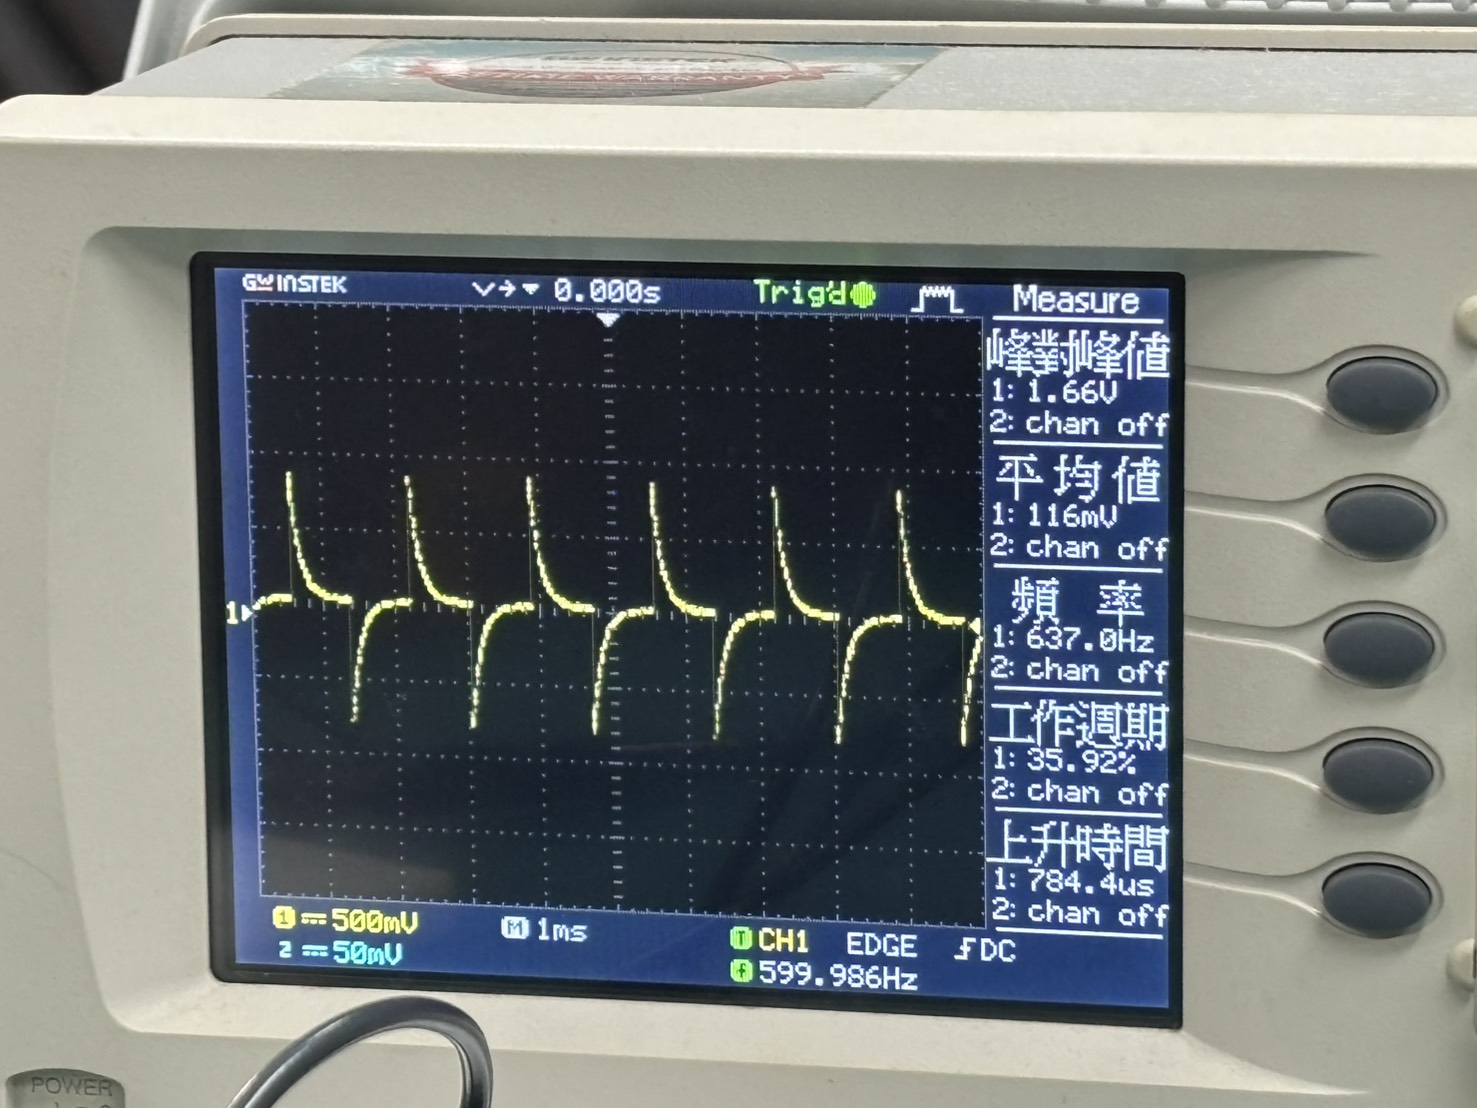 GW INSTEK
0.000s
Trig'd
Measure
峰對峰值
1: 1.66V
2: chan off
平均值
1: 116mV
2: chan off
頻率
1: 637.0Hz
2: chan off
工作週期
1: 35.92%
2: chan off
上升時間
1: 784.4us
2: chan off
1
1 500mV
M 1ms
T CH1 EDGE DC
2 50mV
f 599.986Hz
POWER